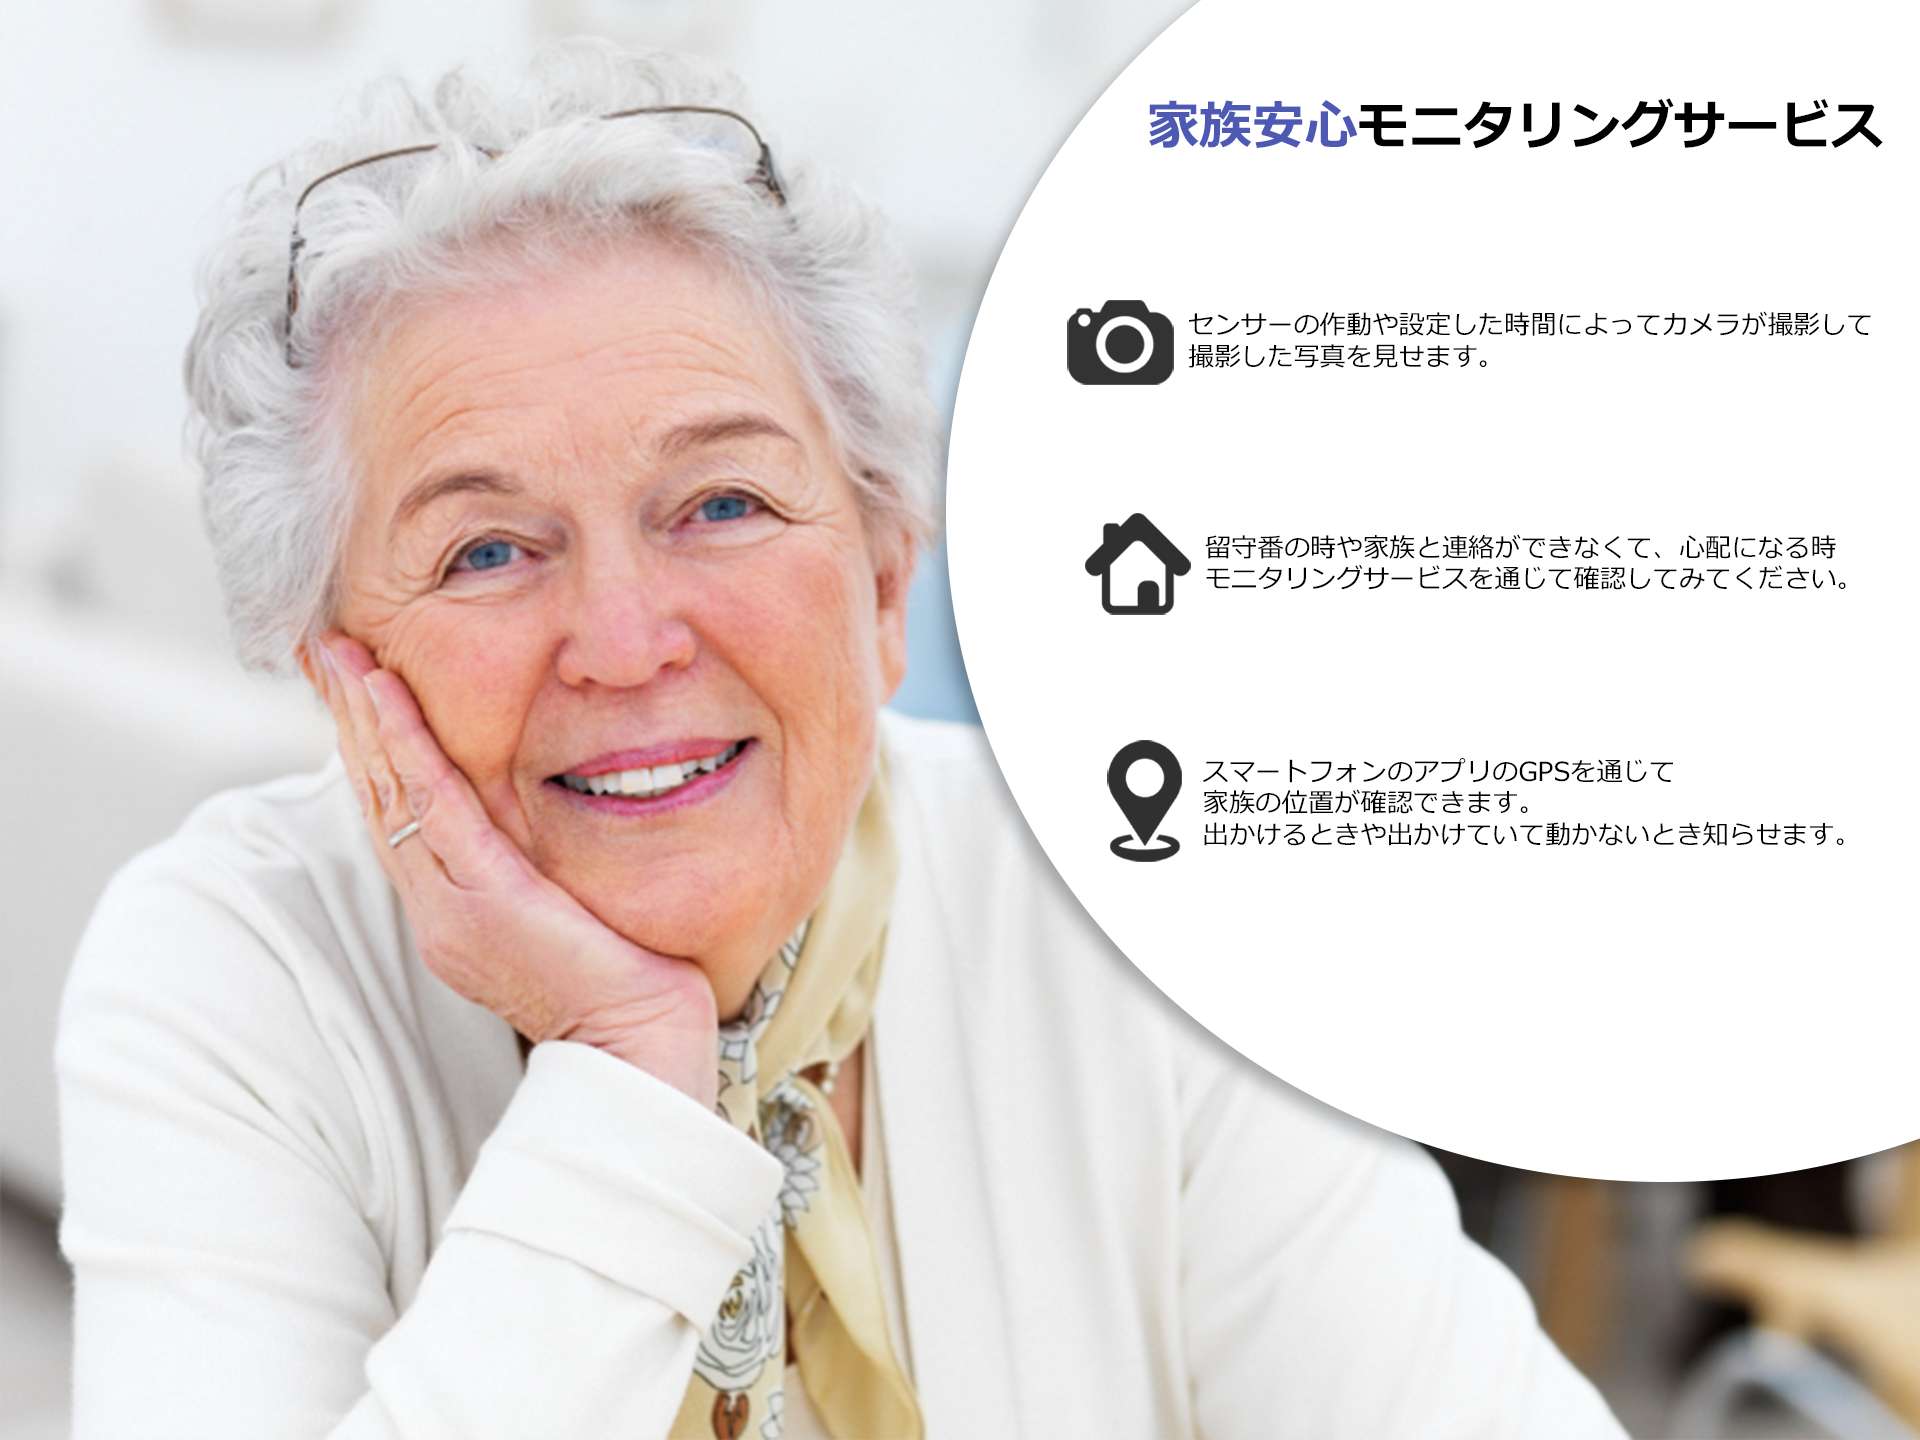 家族安心モニタリングサービス
センサーの作動や設定した時間によってカメラが撮影して
撮影した写真を見せます。
留守番の時や家族と連絡ができなくて、心配になる時
モニタリングサービスを通じて確認してみてください。
スマートフォンのアプリのGPSを通じて
家族の位置が確認できます。
出かけるときや出かけていて動かないとき知らせます。